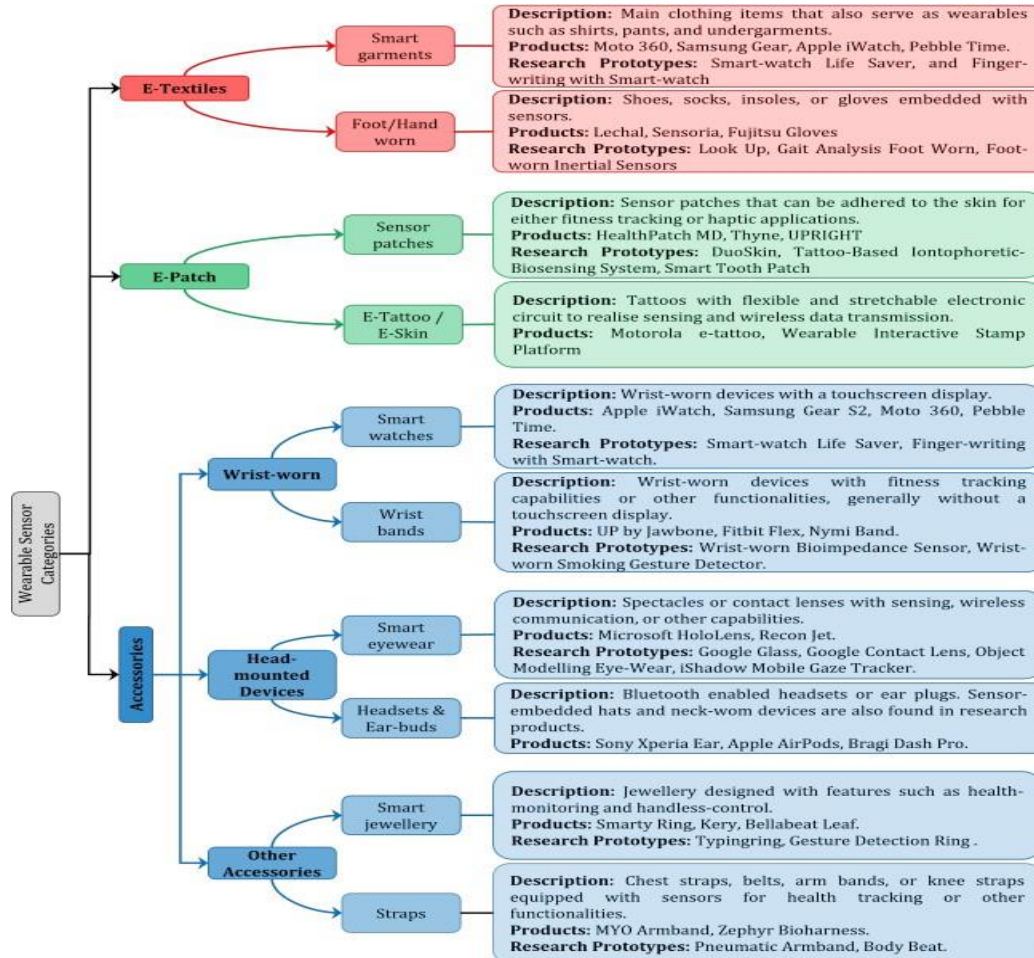 Wearable Sensor
Categories
E-Textiles
Smart
garments
Description: Main clothing items that also serve as wearables
such as shirts, pants, and undergarments.
Products: Moto 360, Samsung Gear, Apple iWatch, Pebble Time.
Research Prototypes: Smart-watch Life Saver, and Finger-
writing with Smart-watch
Foot/Hand
worn
Description: Shoes, socks, insoles, or gloves embedded with
sensors.
Products: Lechal, Sensoria, Fujitsu Gloves
Research Prototypes: Look Up, Gait Analysis Foot Worn, Foot-
worn Inertial Sensors
E-Patch
Sensor
patches
Description: Sensor patches that can be adhered to the skin for
either fitness tracking or haptic applications.
Products: HealthPatch MD, Thyne, UPRIGHT
Research Prototypes: DuoSkin, Tattoo-Based Iontophoretic-
Biosensing System, Smart Tooth Patch
E-Tattoo /
E-Skin
Description: Tattoos with flexible and stretchable electronic
circuit to realise sensing and wireless data transmission.
Products: Motorola e-tattoo, Wearable Interactive Stamp
Platform
Accessories
Wrist-worn
Smart
watches
Description: Wrist-worn devices with a touchscreen display.
Products: Apple iWatch, Samsung Gear S2, Moto 360, Pebble
Time.
Research Prototypes: Smart-watch Life Saver, Finger-writing
with Smart-watch.
Wrist
bands
Description: Wrist-worn devices with fitness tracking
capabilities or other functionalities, generally without a
touchscreen display.
Products: UP by Jawbone, Fitbit Flex, Nymi Band.
Research Prototypes: Wrist-worn Bioimpedance Sensor, Wrist-
worn Smoking Gesture Detector.
Head-
mounted
Devices
Smart
eyewear
Description: Spectacles or contact lenses with sensing, wireless
communication, or other capabilities.
Products: Microsoft HoloLens, Recon Jet.
Research Prototypes: Google Glass, Google Contact Lens, Object
Modelling Eye-Wear, iShadow Mobile Gaze Tracker.
Headsets &
Ear-buds
Description: Bluetooth enabled headsets or ear plugs. Sensor-
embedded hats and neck-wom devices are also found in research
products.
Products: Sony Xperia Ear, Apple AirPods, Bragi Dash Pro.
Other
Accessories
Smart
jewellery
Description: Jewellery designed with features such as health-
monitoring and handless-control.
Products: Smarty Ring, Kery, Bellabeat Leaf.
Research Prototypes: Typingring, Gesture Detection Ring .
Straps
Description: Chest straps, belts, arm bands, or knee straps
equipped with sensors for health tracking or other
functionalities.
Products: MYO Armband, Zephyr Bioharness.
Research Prototypes: Pneumatic Armband, Body Beat.